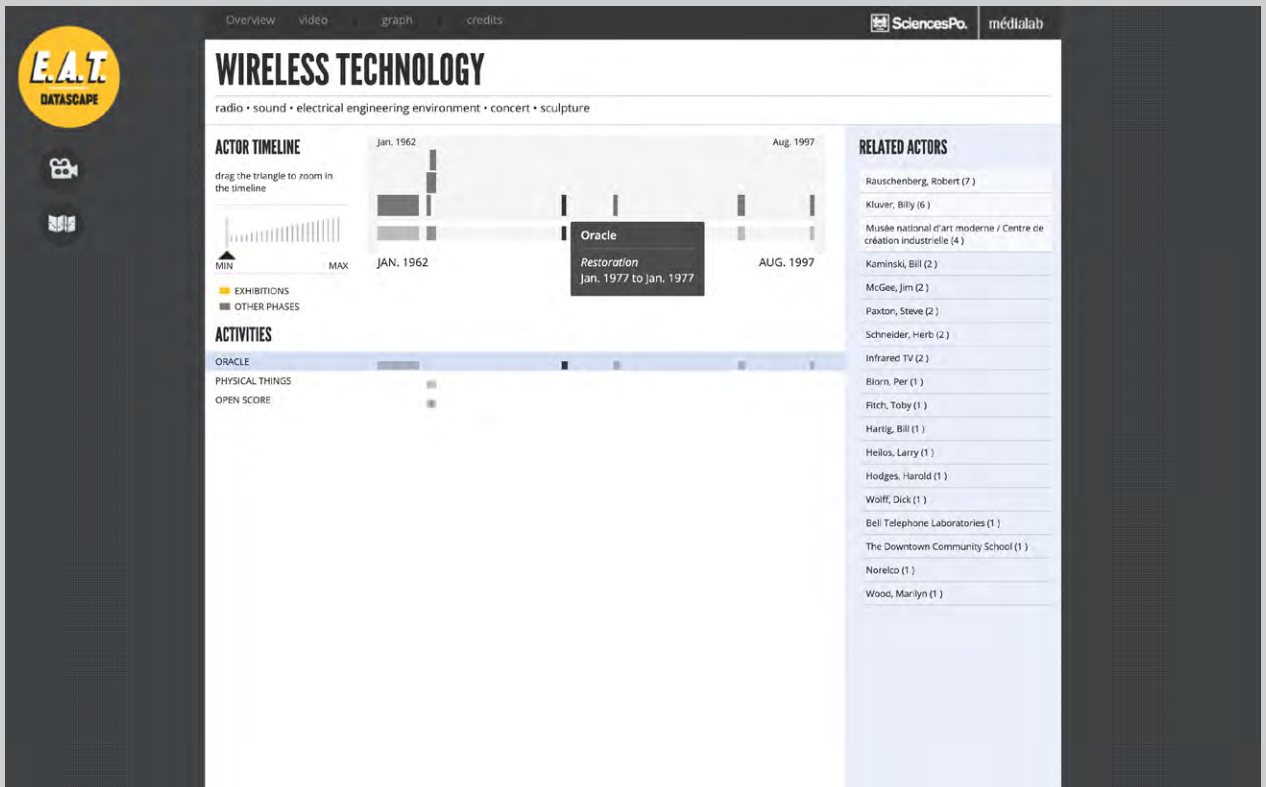 Overview video graph credits
SciencesPo. médialab
E.A.T.
DATASCAPE
WIRELESS TECHNOLOGY
radio • sound • electrical engineering environment • concert • sculpture
ACTOR TIMELINE
drag the triangle to zoom in
the timeline
MIN MAX
EXHIBITIONS
OTHER PHASES
Jan. 1962 Aug. 1997
JAN. 1962 AUG. 1997
Oracle
Restoration
Jan. 1977 to Jan. 1977
ACTIVITIES
ORACLE
PHYSICAL THINGS
OPEN SCORE
RELATED ACTORS
Rauschenberg, Robert (7 )
Kluver, Billy (6 )
Musée national d'art moderne / Centre de
création industrielle (4 )
Kaminski, Bill (2 )
McGee, Jim (2 )
Paxton, Steve (2 )
Schneider, Herb (2 )
Infrared TV (2 )
Biorn, Per (1 )
Fitch, Toby (1 )
Hartig, Bill (1 )
Heilos, Larry (1 )
Hodges, Harold (1 )
Wolff, Dick (1 )
Bell Telephone Laboratories (1 )
The Downtown Community School (1 )
Norelco (1 )
Wood, Marilyn (1 )